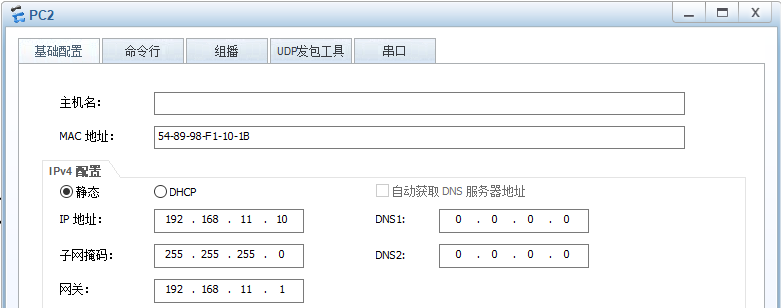 PC2
基础配置 命令行 组播 UDP发包工具 串口
主机名:
MAC 地址: 54-89-98-F1-10-1B
IPv4 配置
静态 DHCP 自动获取 DNS 服务器地址
IP 地址: 192 . 168 . 11 . 10 DNS1: 0 . 0 . 0 . 0
子网掩码: 255 . 255 . 255 . 0 DNS2: 0 . 0 . 0 . 0
网关: 192 . 168 . 11 . 1